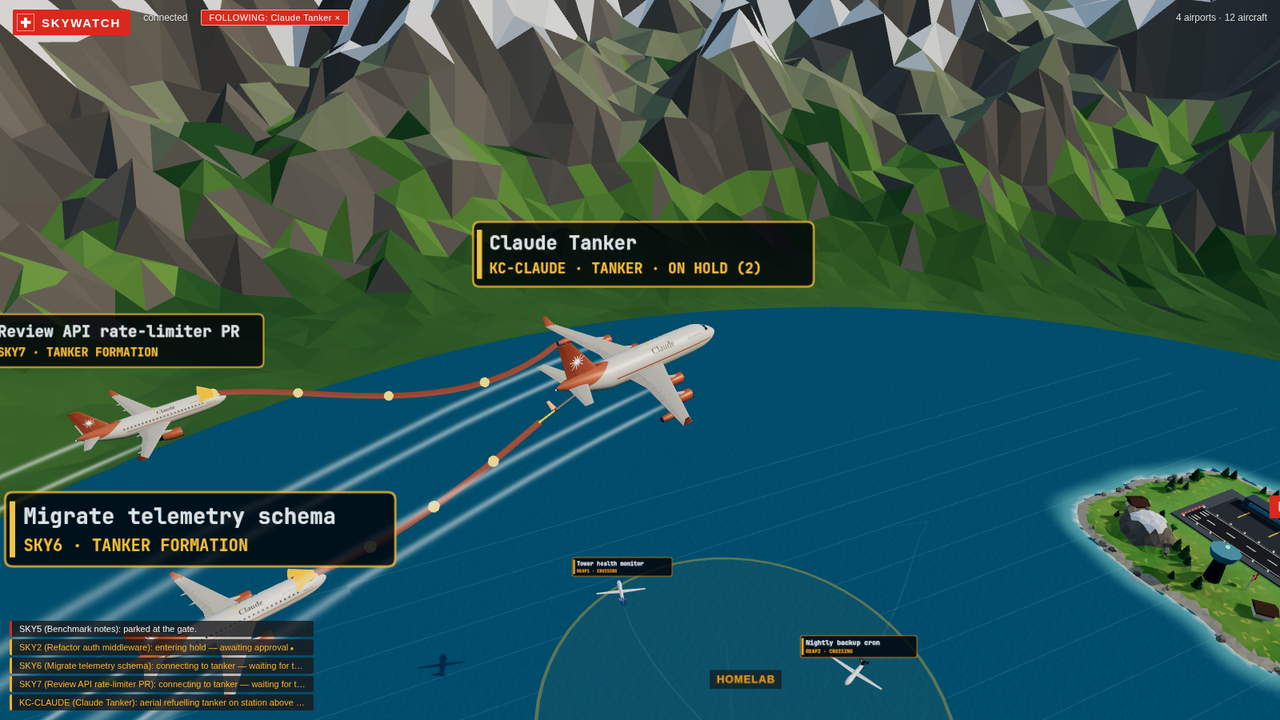 SKYWATCH
connected
FOLLOWING: Claude Tanker ×
4 airports · 12 aircraft
Claude Tanker
KC-CLAUDE · TANKER · ON HOLD (2)
Review API rate-limiter PR
SKY7 · TANKER FORMATION
Claude
Claude
Migrate telemetry schema
SKY6 · TANKER FORMATION
Claude
Tower health monitor
REAP1 · CRUISING
Nightly backup cron
REAP2 · CRUISING
HOMELAB
SKY5 (Benchmark notes): parked at the gate.
SKY2 (Refactor auth middleware): entering hold — awaiting approval
SKY6 (Migrate telemetry schema): connecting to tanker — waiting for t…
SKY7 (Review API rate-limiter PR): connecting to tanker — waiting for t…
KC-CLAUDE (Claude Tanker): aerial refuelling tanker on station above …